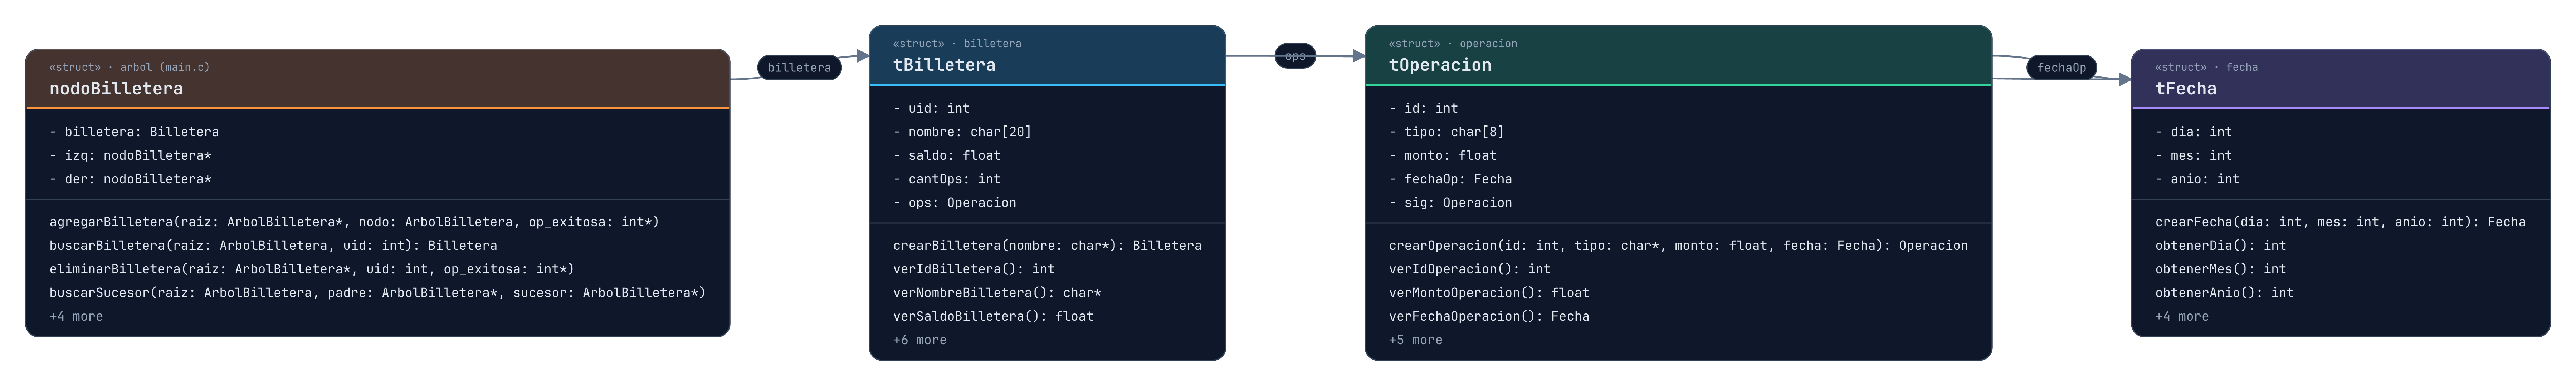 «struct» · arbol (main.c)
nodoBilletera
- billetera: Billetera
- izq: nodoBilletera*
- der: nodoBilletera*
agregarBilletera(raiz: ArbolBilletera*, nodo: ArbolBilletera, op_exitosa: int*)
buscarBilletera(raiz: ArbolBilletera, uid: int): Billetera
eliminarBilletera(raiz: ArbolBilletera*, uid: int, op_exitosa: int*)
buscarSucesor(raiz: ArbolBilletera, padre: ArbolBilletera*, sucesor: ArbolBilletera*)
+4 more
billetera
«struct» · billetera
tBilletera
- uid: int
- nombre: char[20]
- saldo: float
- cantOps: int
- ops: Operacion
crearBilletera(nombre: char*): Billetera
verIdBilletera(): int
verNombreBilletera(): char*
verSaldoBilletera(): float
+6 more
ops
«struct» · operacion
tOperacion
- id: int
- tipo: char[8]
- monto: float
- fechaOp: Fecha
- sig: Operacion
crearOperacion(id: int, tipo: char*, monto: float, fecha: Fecha): Operacion
verIdOperacion(): int
verMontoOperacion(): float
verFechaOperacion(): Fecha
+5 more
fechaOp
«struct» · fecha
tFecha
- dia: int
- mes: int
- anio: int
crearFecha(dia: int, mes: int, anio: int): Fecha
obtenerDia(): int
obtenerMes(): int
obtenerAnio(): int
+4 more